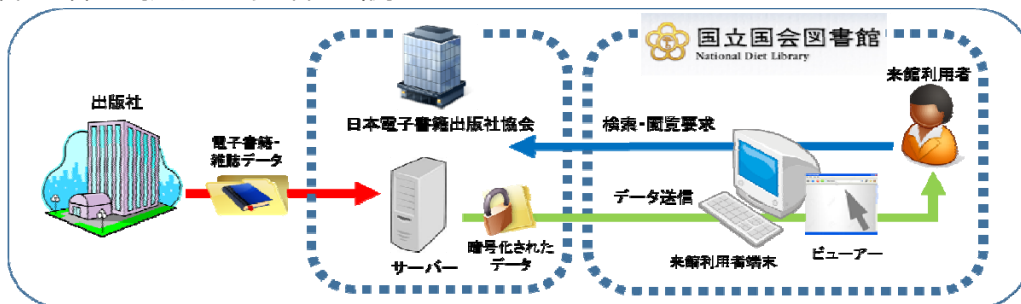 国立国会図書館
National Diet Library
来館利用者
出版社
電子書籍・
雑誌データ
日本電子書籍出版社協会
検索・閲覧要求
データ送信
サーバー
暗号化された
データ
来館利用者端末
ビューアー